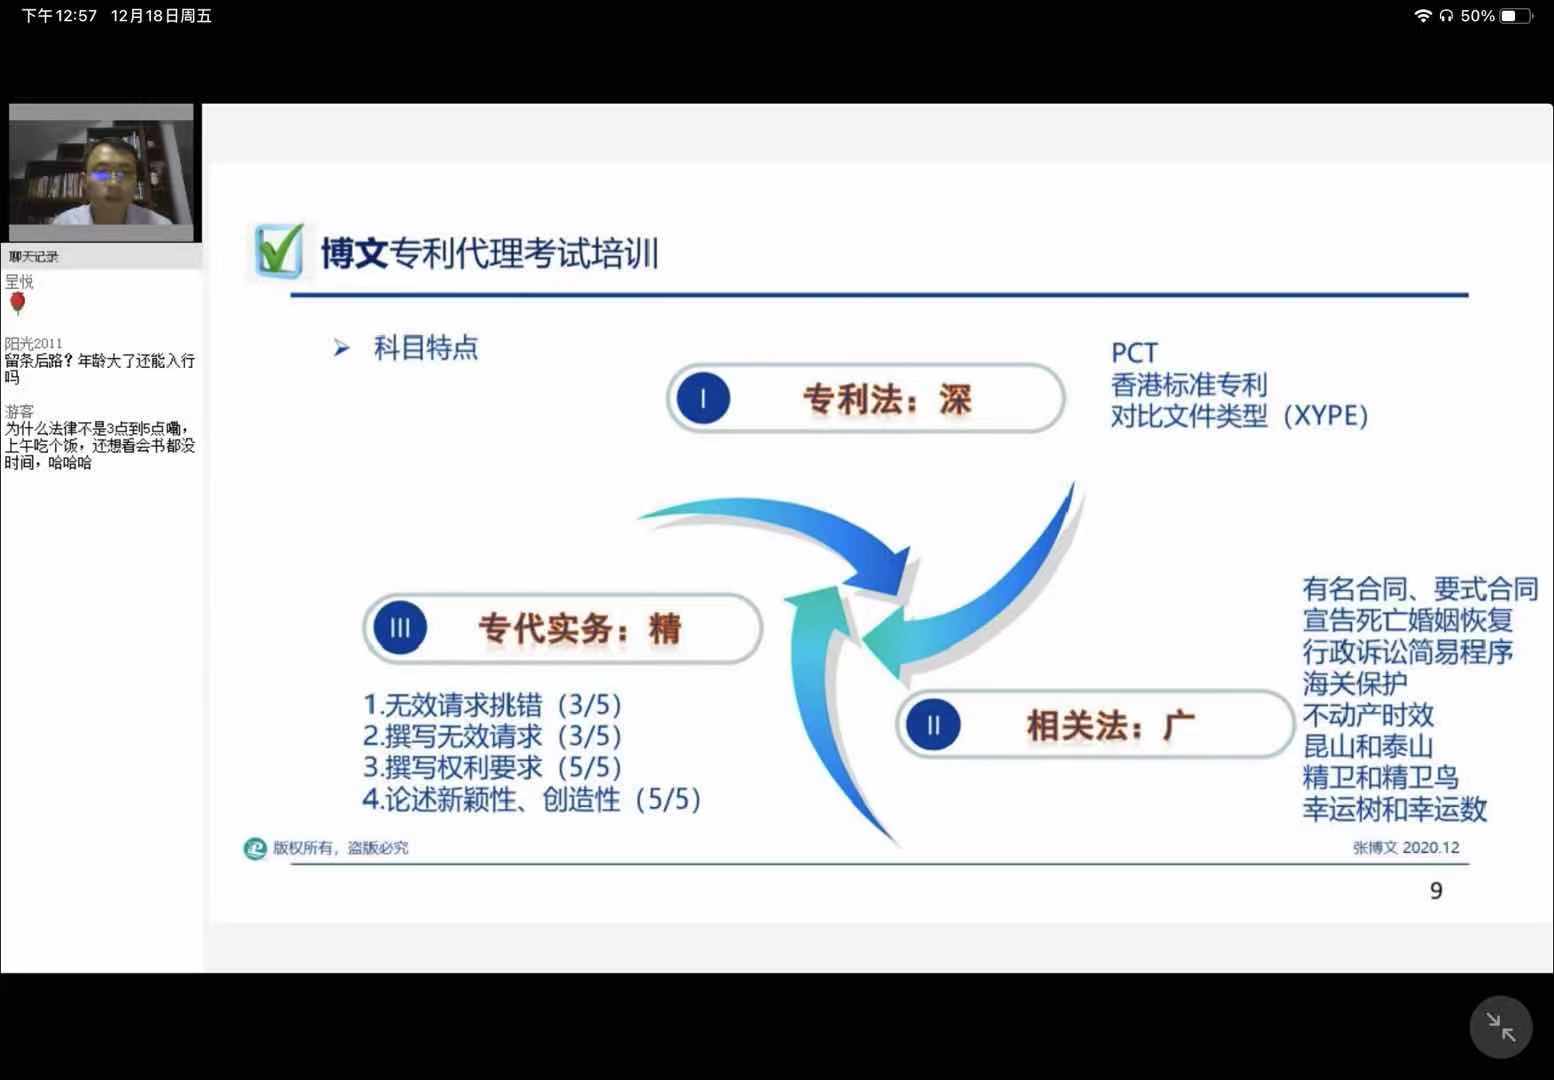 下午12:57 12月18日周五
50%
聊天记录
呈悦
阳光2011
留条后路？年龄大了还能入行
吗
游客
为什么法律不是3点到5点嘞，
上午吃个饭，还想看会书都没
时间，哈哈哈
博文专利代理考试培训
科目特点
I
专利法：深
PCT
香港标准专利
对比文件类型（XYPE）
III
专代实务：精
1.无效请求挑错（3/5）
2.撰写无效请求（3/5）
3.撰写权利要求（5/5）
4.论述新颖性、创造性（5/5）
II
相关法：广
有名合同、要式合同
宣告死亡婚姻恢复
行政诉讼简易程序
海关保护
不动产时效
昆山和泰山
精卫和精卫鸟
幸运树和幸运数
版权所有，盗版必究
张博文 2020.12
9